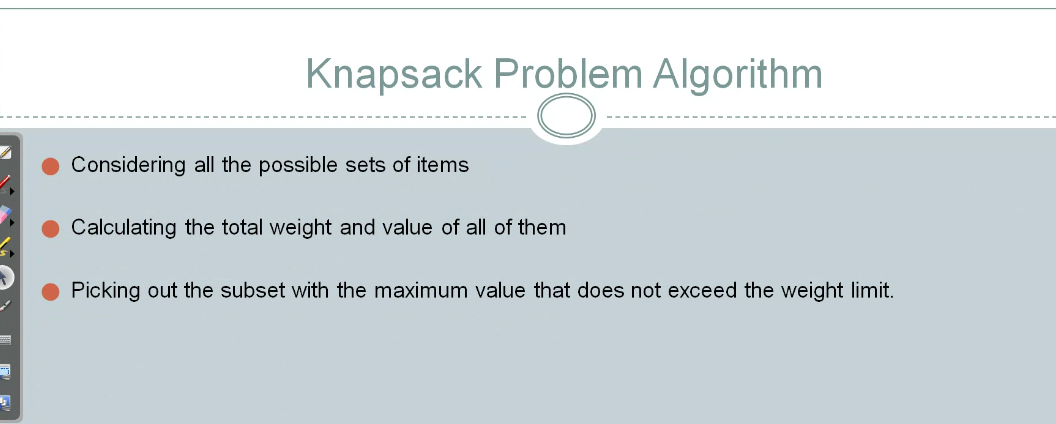 Knapsack Problem Algorithm
Considering all the possible sets of items
Calculating the total weight and value of all of them
Picking out the subset with the maximum value that does not exceed the weight limit.